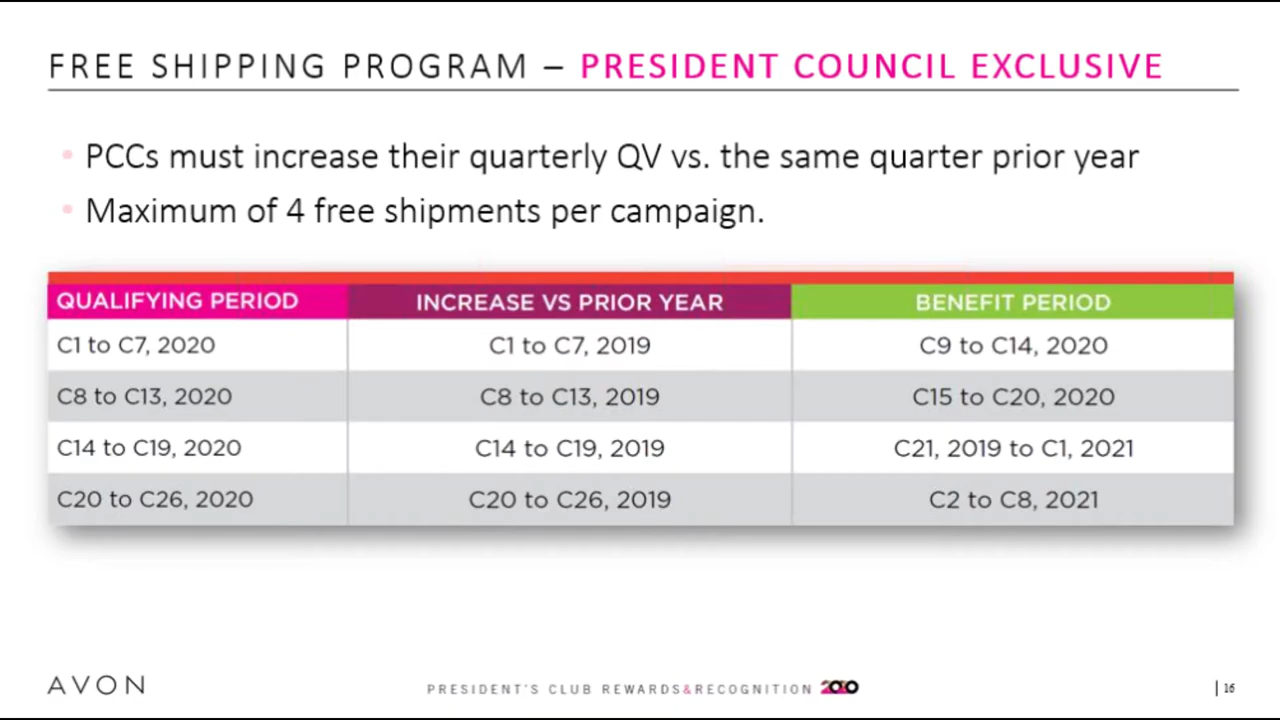 FREE SHIPPING PROGRAM – PRESIDENT COUNCIL EXCLUSIVE
• PCCs must increase their quarterly QV vs. the same quarter prior year
• Maximum of 4 free shipments per campaign.
QUALIFYING PERIOD INCREASE VS PRIOR YEAR BENEFIT PERIOD
C1 to C7, 2020 C1 to C7, 2019 C9 to C14, 2020
C8 to C13, 2020 C8 to C13, 2019 C15 to C20, 2020
C14 to C19, 2020 C14 to C19, 2019 C21, 2019 to C1, 2021
C20 to C26, 2020 C20 to C26, 2019 C2 to C8, 2021
AVON PRESIDENT'S CLUB REWARDS&RECOGNITION 2020 | 16